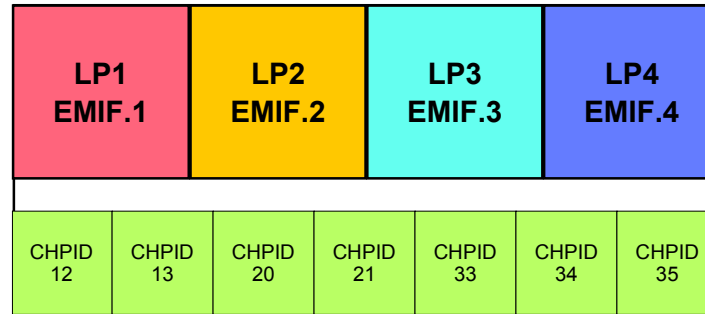 LP1
EMIF.1
LP2
EMIF.2
LP3
EMIF.3
LP4
EMIF.4
CHPID
12
CHPID
13
CHPID
20
CHPID
21
CHPID
33
CHPID
34
CHPID
35